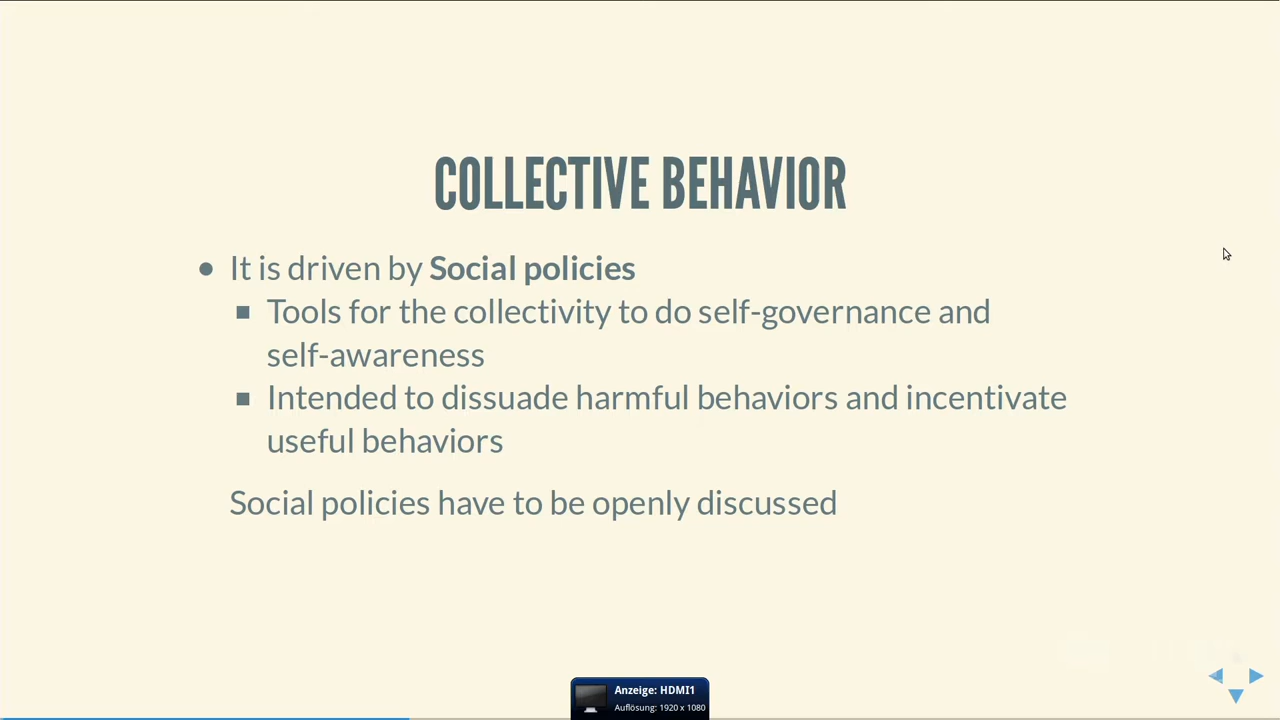 COLLECTIVE BEHAVIOR
It is driven by Social policies
Tools for the collectivity to do self-governance and
self-awareness
Intended to dissuade harmful behaviors and incentivate
useful behaviors
Social policies have to be openly discussed
Anzeige: HDMI1
Auflösung: 1920 x 1080